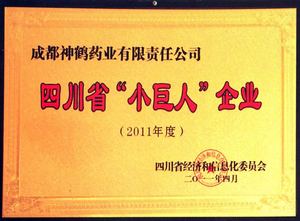 成都神鹤药业有限责任公司
四川省“小巨人”企业
(2011年度)
四川省经济和信息化委员会
二〇一一年四月